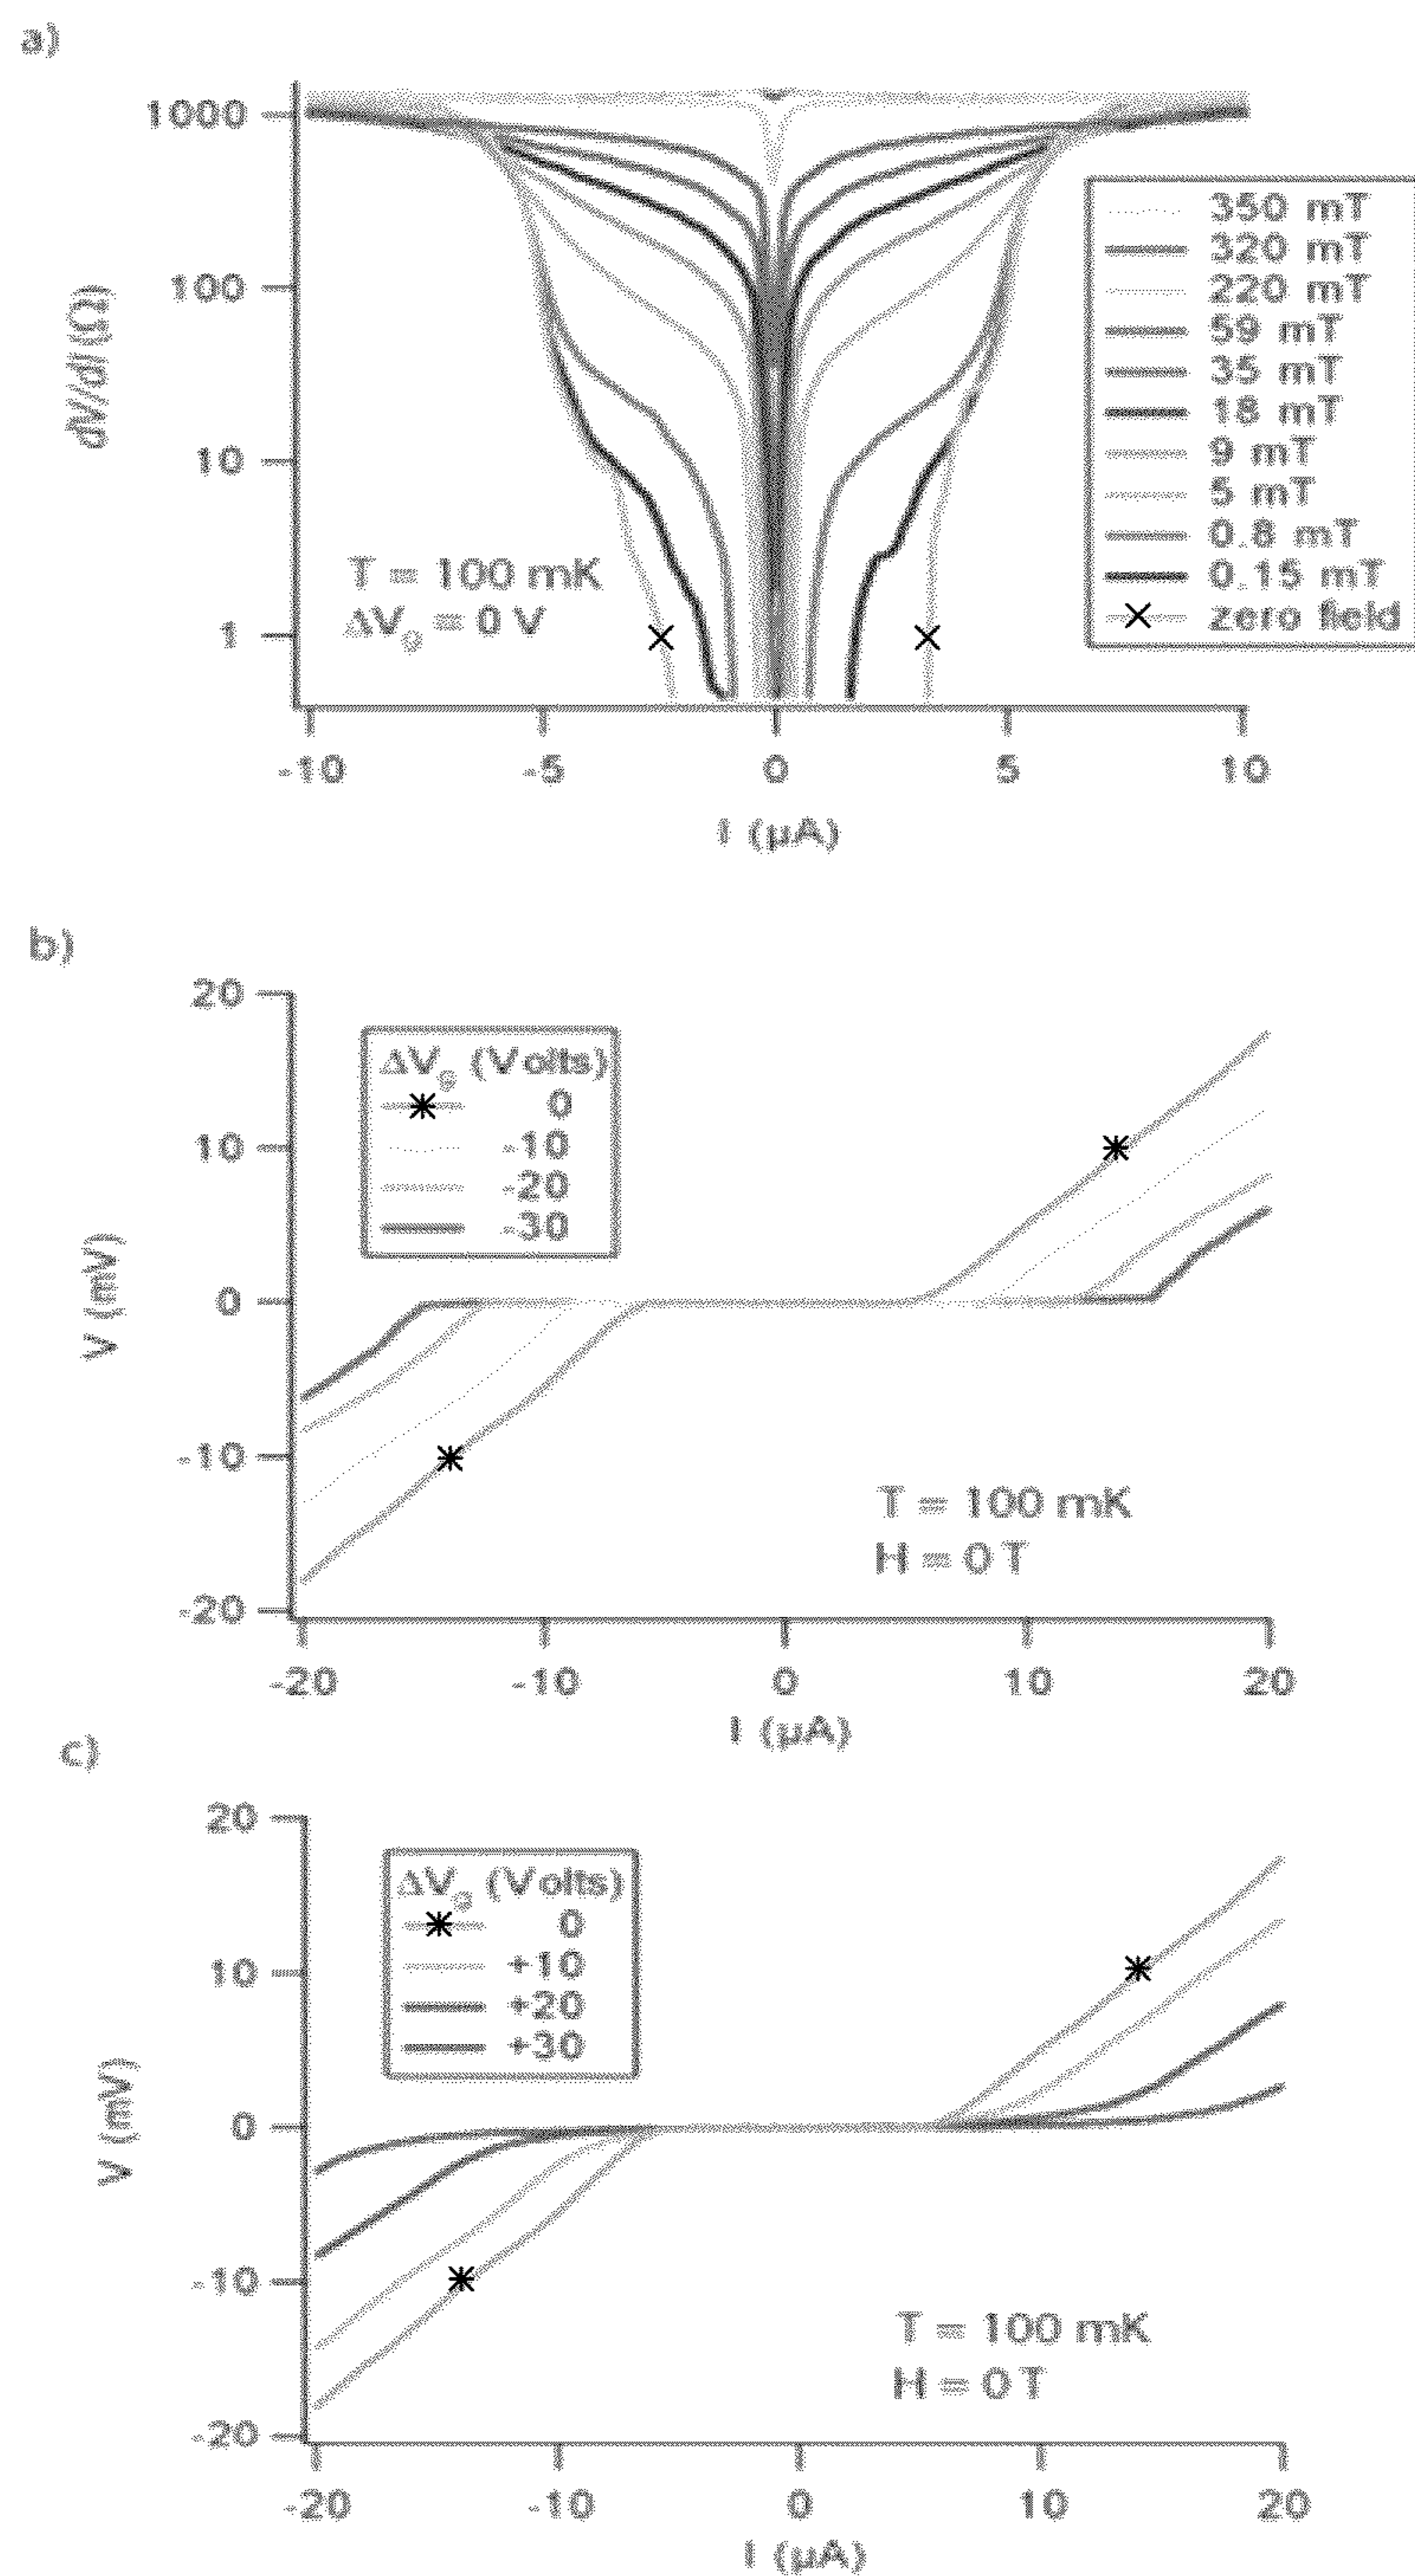 a)
1000
100
10
1
dV/dI (Ω)
350 mT
320 mT
220 mT
59 mT
35 mT
18 mT
9 mT
5 mT
0.8 mT
0.15 mT
zero field
T = 100 mK
ΔVg = 0 V
-10 -5 0 5 10
I (µA)
b)
20
10
0
-10
-20
V (mV)
ΔVg (Volts)
0
-10
-20
-30
T = 100 mK
H = 0 T
-20 -10 0 10 20
I (µA)
c)
20
10
0
-10
-20
V (mV)
ΔVg (Volts)
0
+10
+20
+30
T = 100 mK
H = 0 T
-20 -10 0 10 20
I (µA)